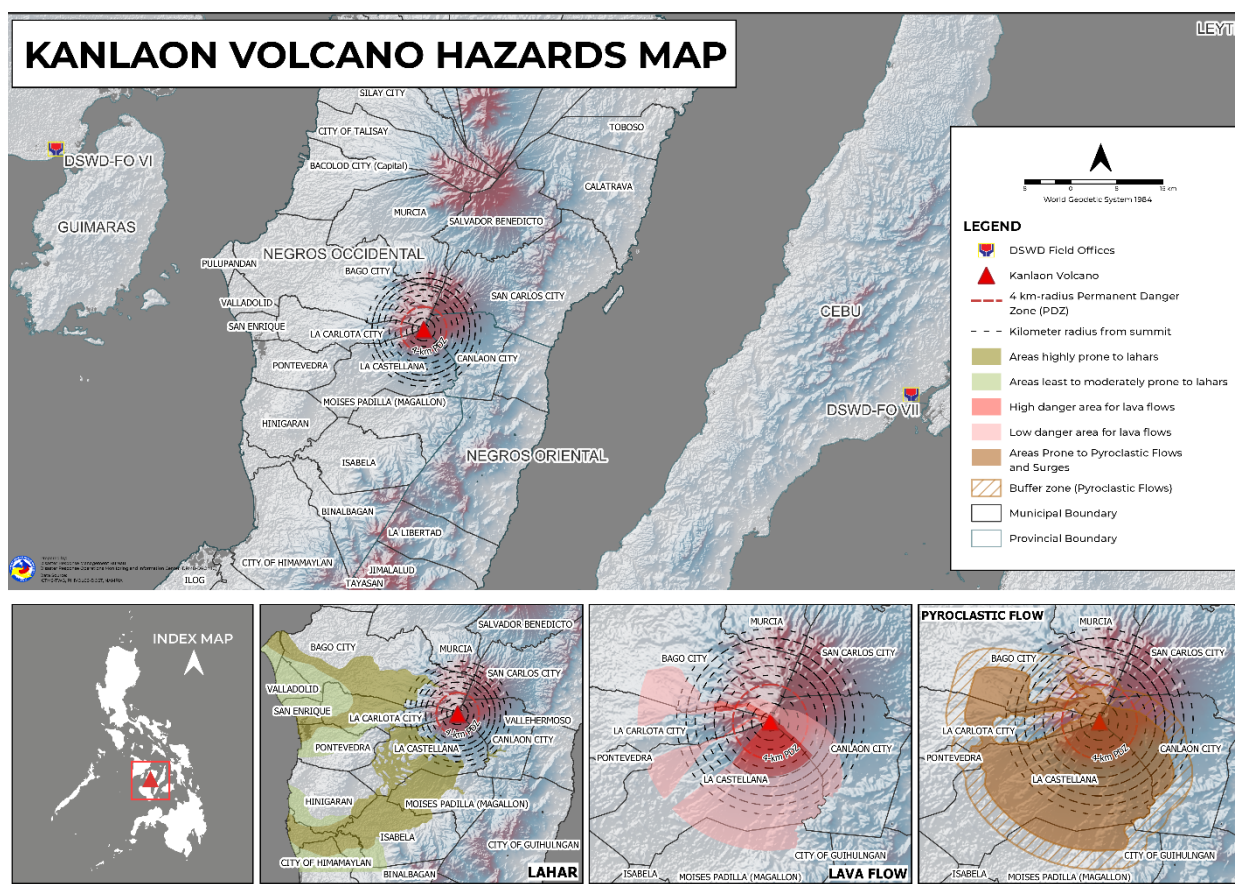 KANLAON VOLCANO HAZARDS MAP
SILAY CITY
CITY OF TALISAY
TOBOSO
BACOLOD CITY (Capital)
DSWD-FO VI
CALATRAVA
MURCIA
SALVADOR BENEDICTO
GUIMARAS
NEGROS OCCIDENTAL
PULUPANDAN
BAGO CITY
SAN CARLOS CITY
VALLADOLID
SAN ENRIQUE
LA CARLOTA CITY
4-km PDZ
CANLAON CITY
PONTEVEDRA
LA CASTELLANA
CEBU
DSWD-FO VII
MOISES PADILLA (MAGALLON)
HINIGARAN
ISABELA
NEGROS ORIENTAL
BINALBAGAN
LA LIBERTAD
CITY OF HIMAMAYLAN
JIMALALUD
TAYASAN
ILOG
5 0 5
World Geodetic System 1984
LEGEND
DSWD Field Offices
Kanlaon Volcano
4 km-radius Permanent Danger
Zone (PDZ)
Kilometer radius from summit
Areas highly prone to lahars
Areas least to moderately prone to lahars
High danger area for lava flows
Low danger area for lava flows
Areas Prone to Pyroclastic Flows
and Surges
Buffer zone (Pyroclastic Flows)
Municipal Boundary
Provincial Boundary
INDEX MAP
SALVADOR BENEDICTO
BAGO CITY
MURCIA
SAN CARLOS CITY
VALLADOLID
SAN ENRIQUE
LA CARLOTA CITY
VALLEHERMOSO
4-km PDZ
CANLAON CITY
PONTEVEDRA
LA CASTELLANA
HINIGARAN
MOISES PADILLA (MAGALLON)
ISABELA
CITY OF GUIHULNGAN
CITY OF HIMAMAYLAN
BINALBAGAN
LAHAR
MURCIA
SAN CARLOS CITY
BAGO CITY
LA CARLOTA CITY
CANLAON CITY
PONTEVEDRA
4-km PDZ
LA CASTELLANA
CITY OF GUIHULNGAN
ISABELA
MOISES PADILLA (MAGALLON)
LAVA FLOW
PYROCLASTIC FLOW
MURCIA
SAN CARLOS CITY
BAGO CITY
LA CARLOTA CITY
CANLAON CITY
PONTEVEDRA
4-km PDZ
LA CASTELLANA
CITY OF GUIHULNGAN
ISABELA
MOISES PADILLA (MAGALLON)